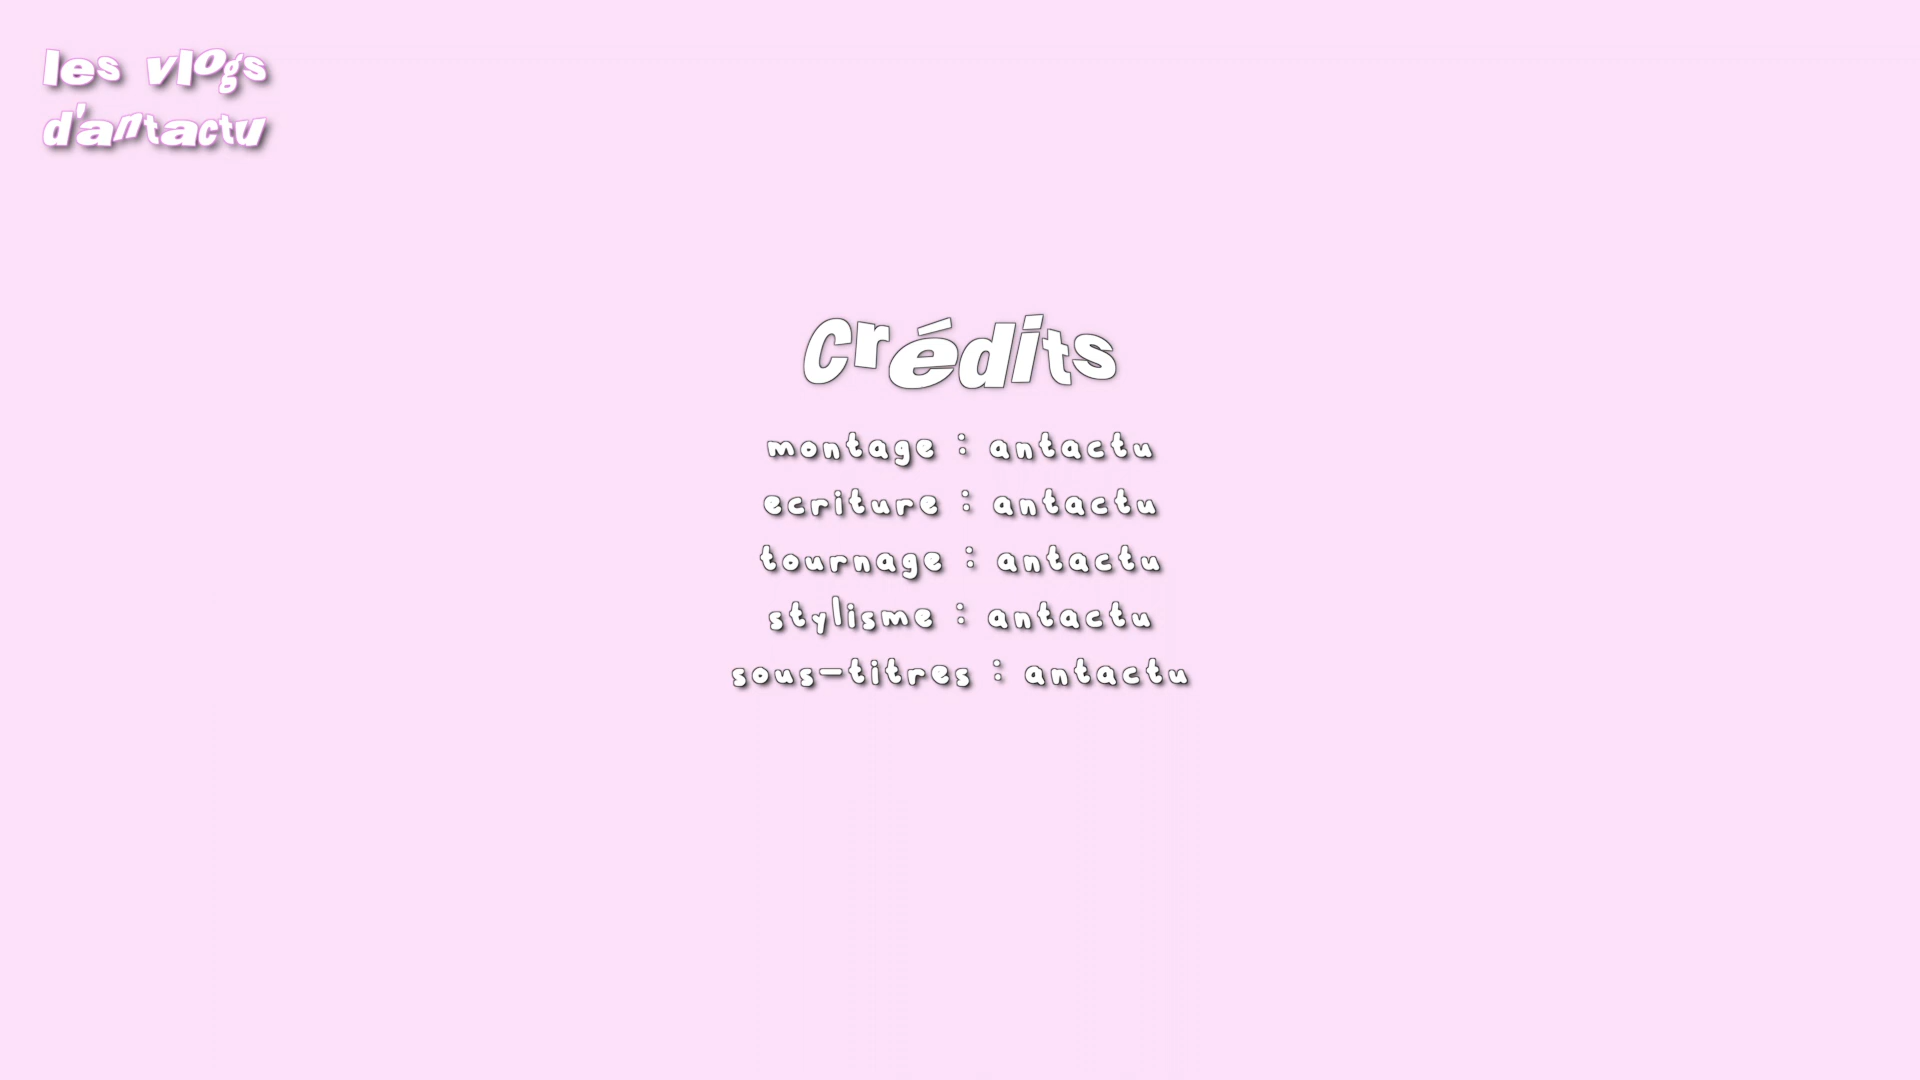 les vlogs
d'antactu
Crédits
montage : antactu
ecriture : antactu
tournage : antactu
stylisme : antactu
sous-titres : antactu